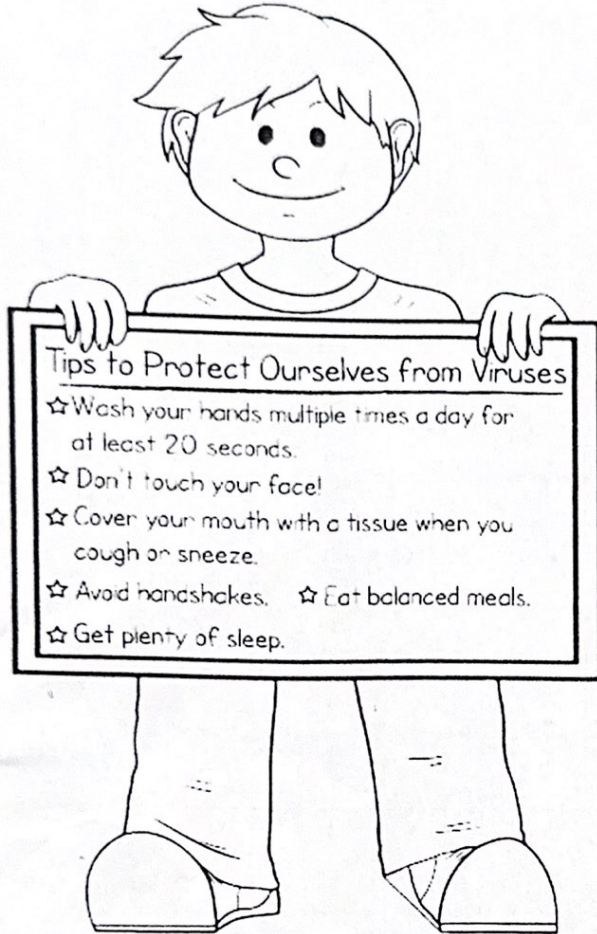 Tips to Protect Ourselves from Viruses
☆ Wash your hands multiple times a day for
at least 20 seconds.
☆ Don't touch your face!
☆ Cover your mouth with a tissue when you
cough or sneeze.
☆ Avoid handshakes. ☆ Eat balanced meals.
☆ Get plenty of sleep.